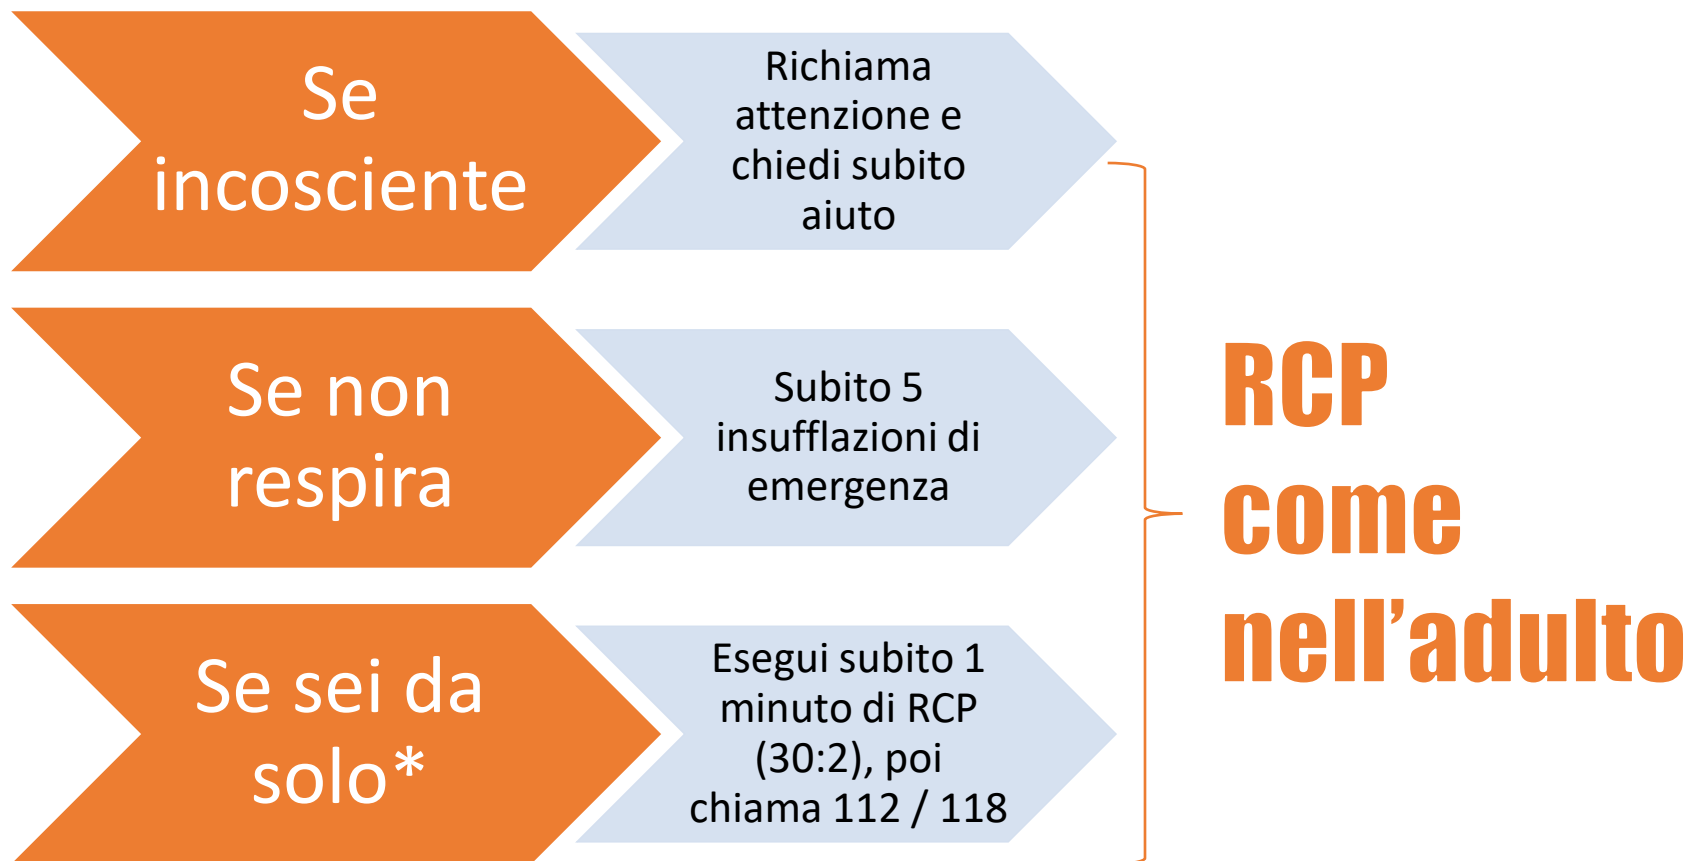 Se
incosciente
Richiama
attenzione e
chiedi subito
aiuto
Se non
respira
Subito 5
insufflazioni di
emergenza
Se sei da
solo*
Esegui subito 1
minuto di RCP
(30:2), poi
chiama 112 / 118
RCP
come
nell’adulto